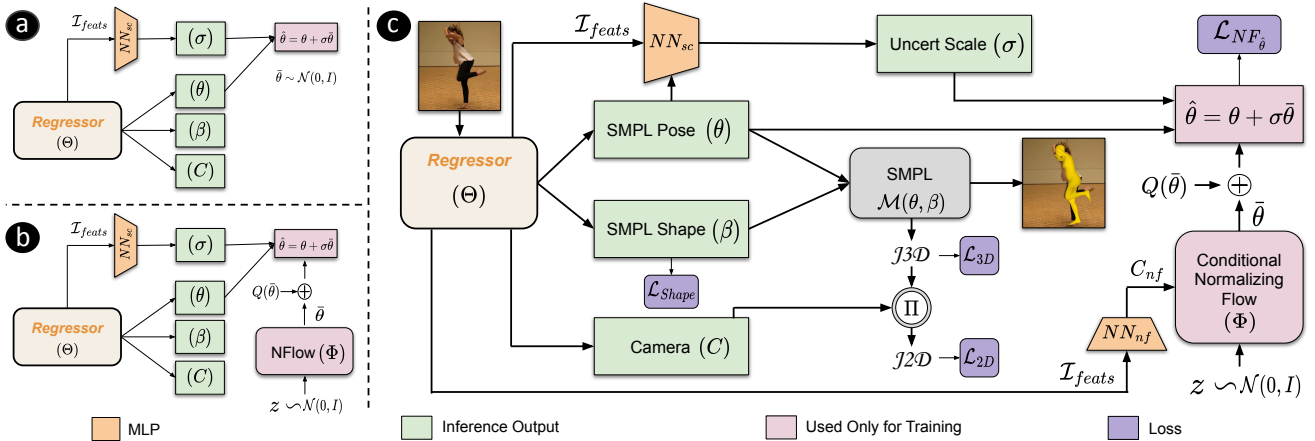 a
I_feats
NN_sc
(σ)
θ̂ = θ + σθ̄
θ̄ ~ N(0, I)
(θ)
Regressor
(Θ)
(β)
(C)
b
I_feats
NN_sc
(σ)
θ̂ = θ + σθ̄
(θ)
Q(θ̄)
θ̄
Regressor
(Θ)
(β)
NFlow (Φ)
(C)
z ∽ N(0, I)
c
I_feats
NN_sc
Uncert Scale (σ)
L_NF_θ̂
SMPL Pose (θ)
θ̂ = θ + σθ̄
Regressor
(Θ)
SMPL
M(θ, β)
Q(θ̄)
SMPL Shape (β)
θ̄
J3D
L_3D
L_Shape
Conditional
Normalizing
Flow
(Φ)
C_nf
Π
Camera (C)
NN_nf
J2D
L_2D
I_feats
z ∽ N(0, I)
MLP
Inference Output
Used Only for Training
Loss